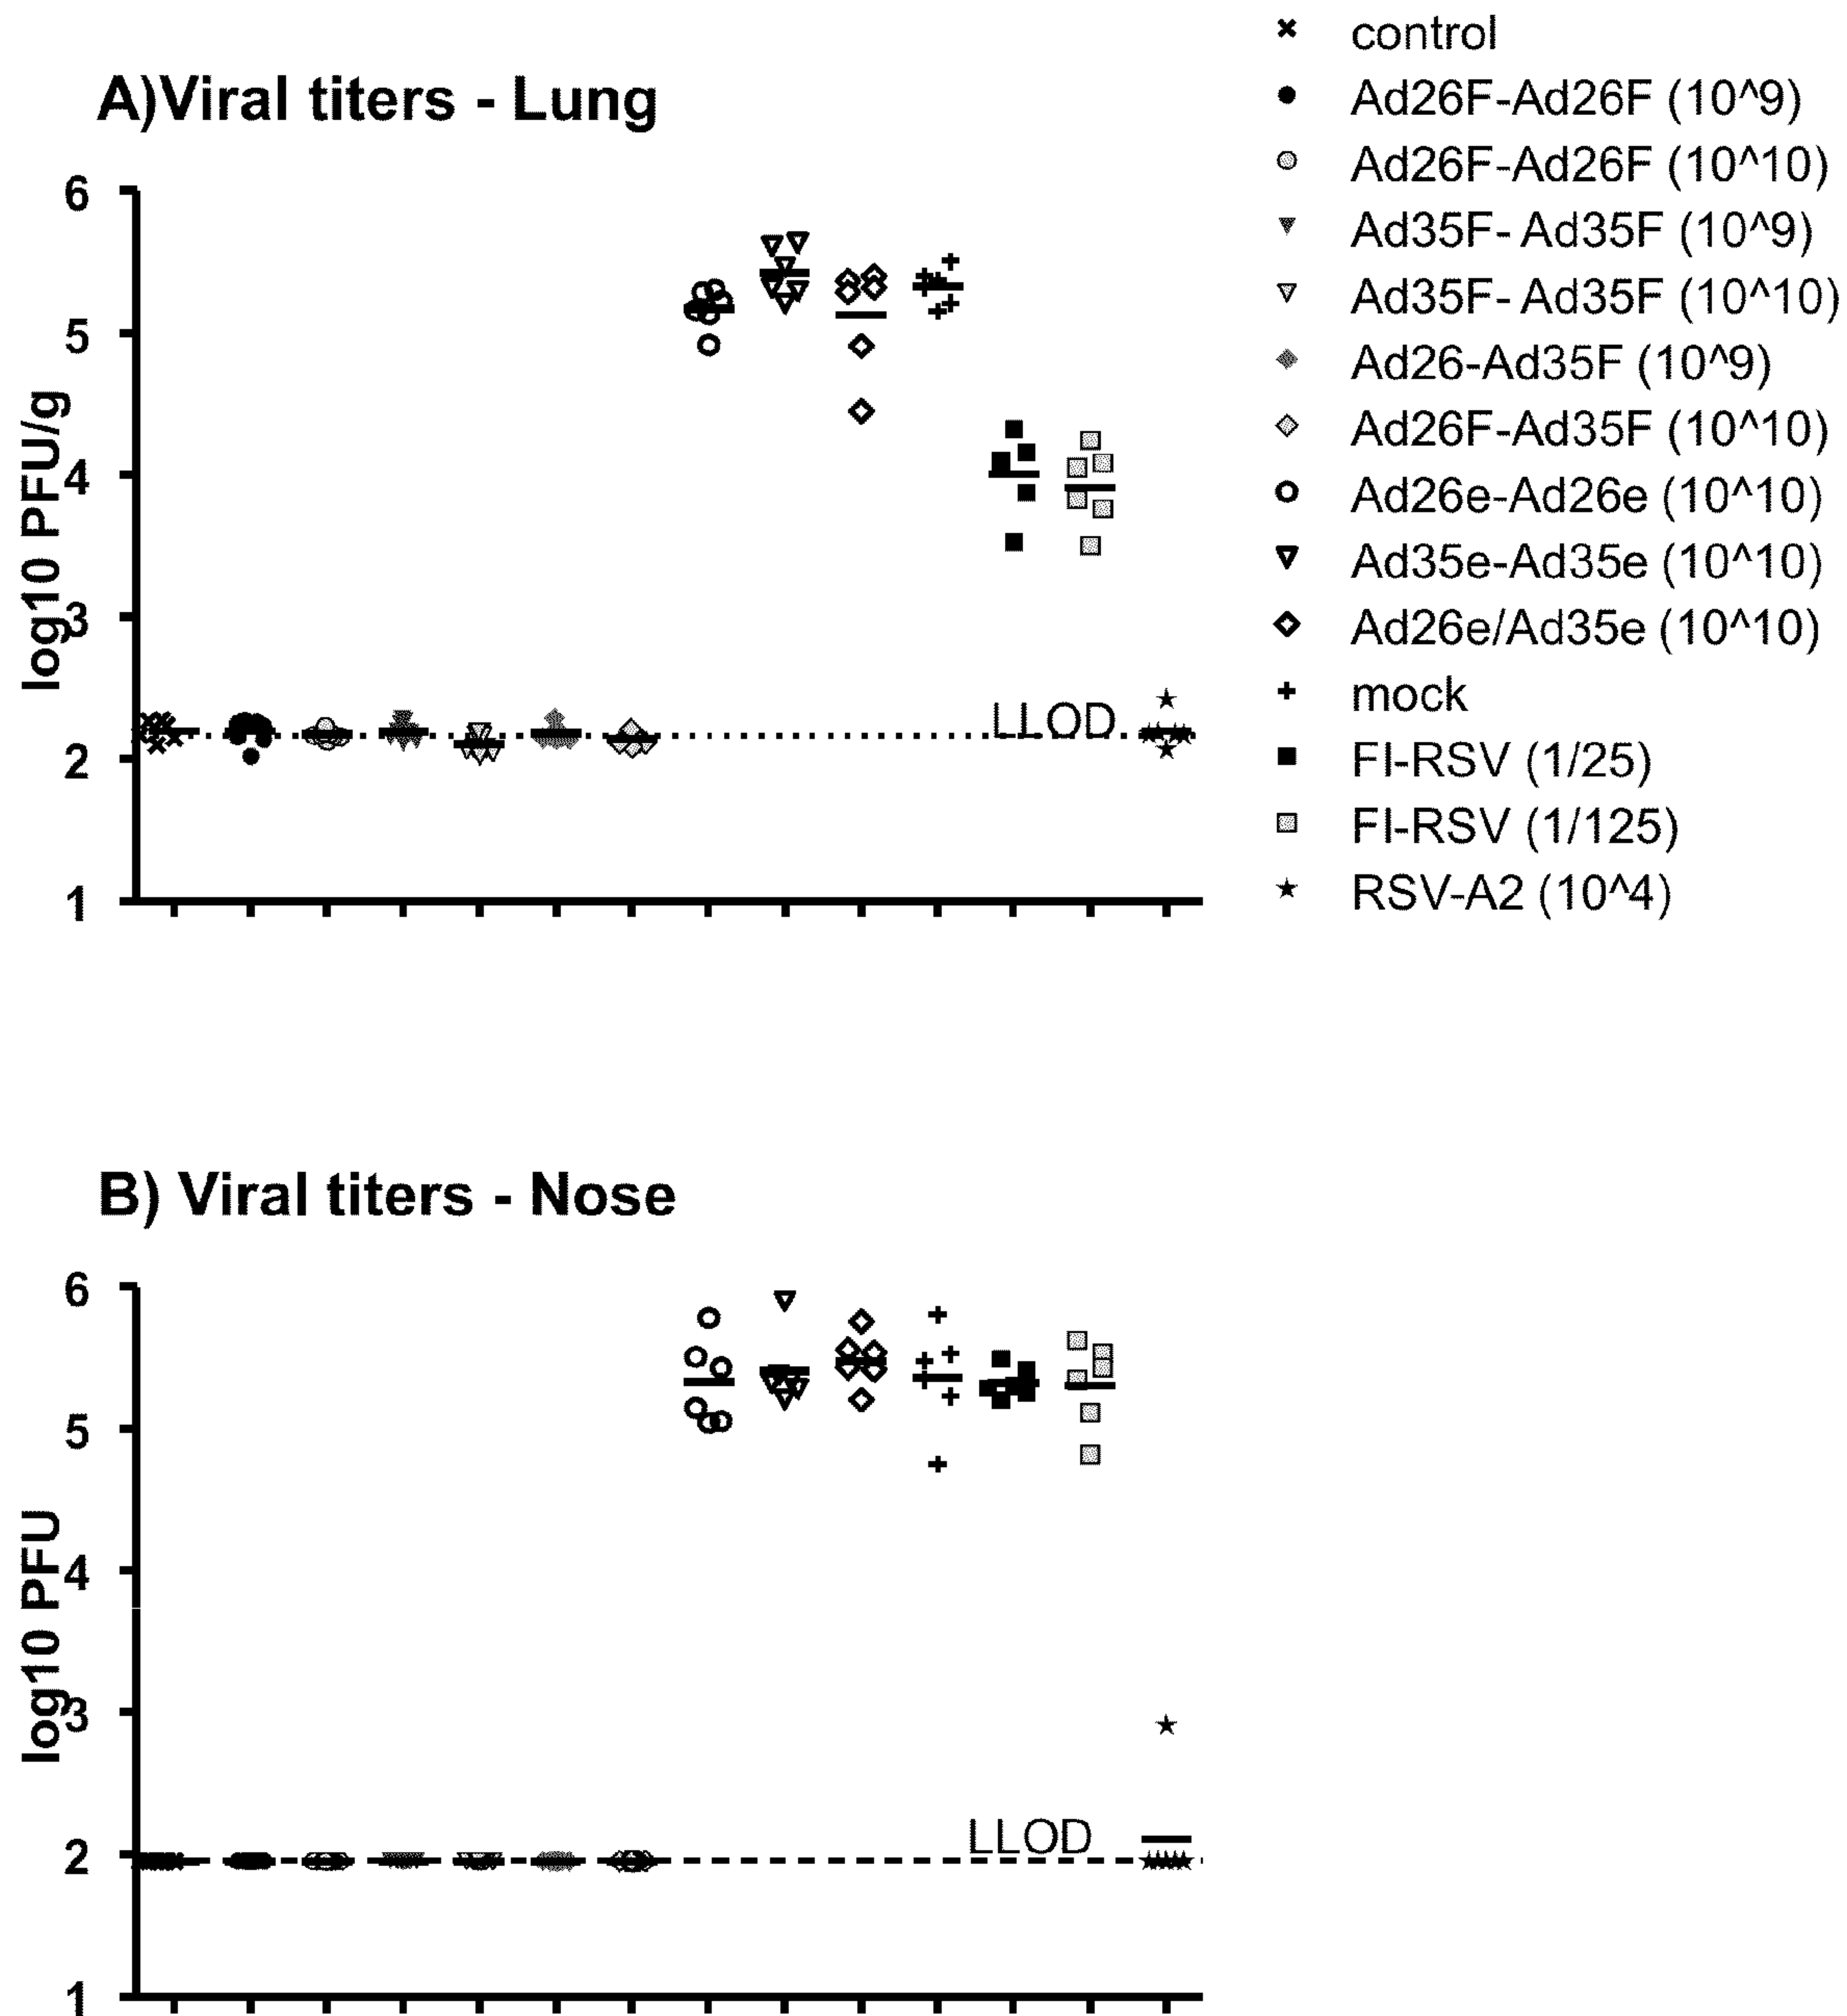 control
A)Viral titers - Lung
Ad26F-Ad26F (10^9)
Ad26F-Ad26F (10^10)
Ad35F- Ad35F (10^9)
Ad35F- Ad35F (10^10)
Ad26-Ad35F (10^9)
Ad26F-Ad35F (10^10)
Ad26e-Ad26e (10^10)
Ad35e-Ad35e (10^10)
Ad26e/Ad35e (10^10)
mock
FI-RSV (1/25)
FI-RSV (1/125)
RSV-A2 (10^4)
log10 PFU/g
6
5
4
3
2
1
LLOD
B) Viral titers - Nose
log10 PFU
6
5
4
3
2
1
LLOD